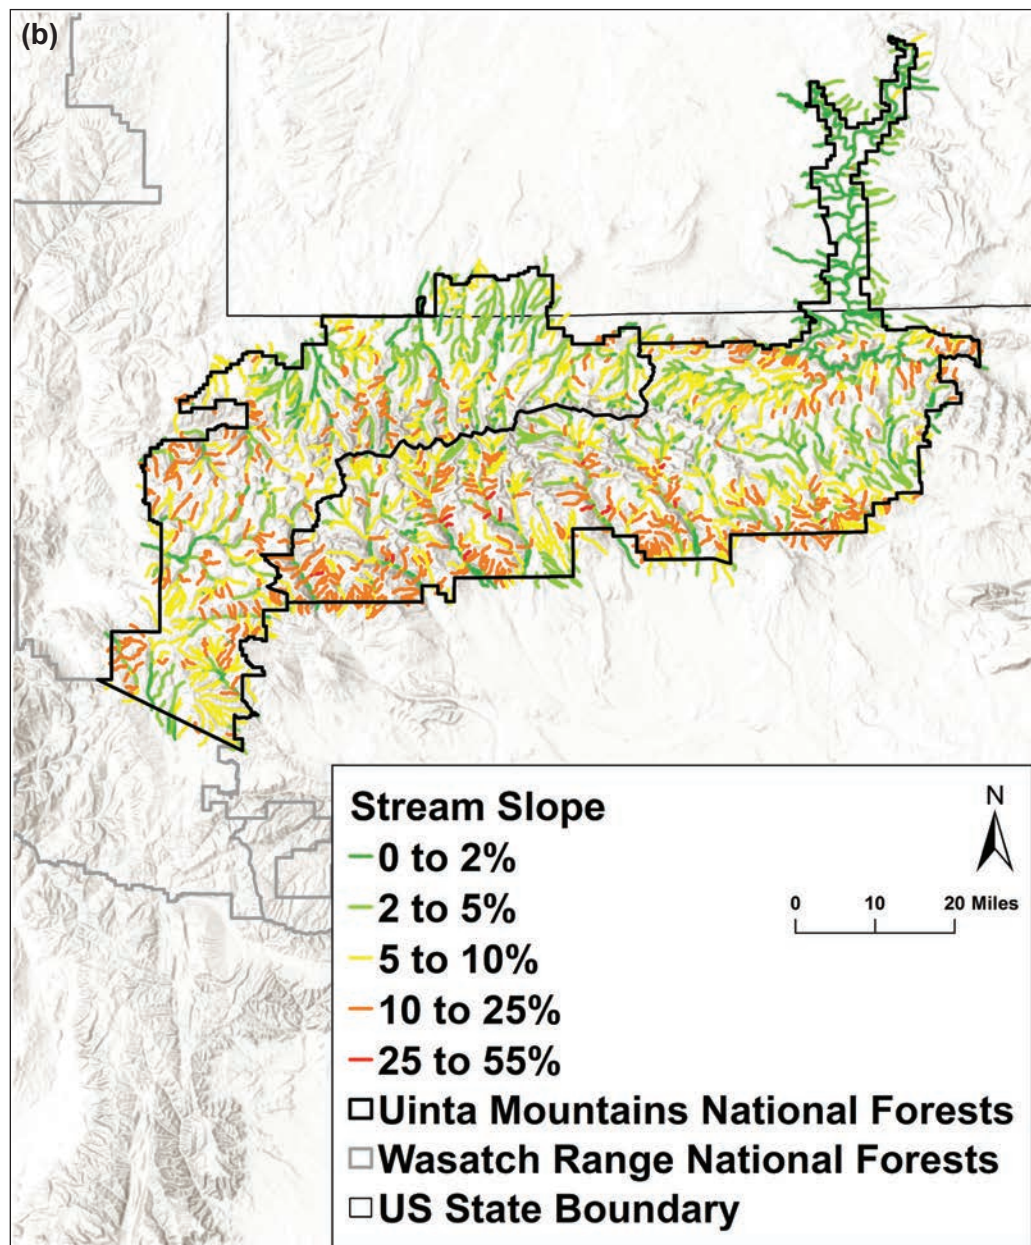 (b)
Stream Slope
0 to 2%
2 to 5%
5 to 10%
10 to 25%
25 to 55%
Uinta Mountains National Forests
Wasatch Range National Forests
US State Boundary
N
0 10 20 Miles